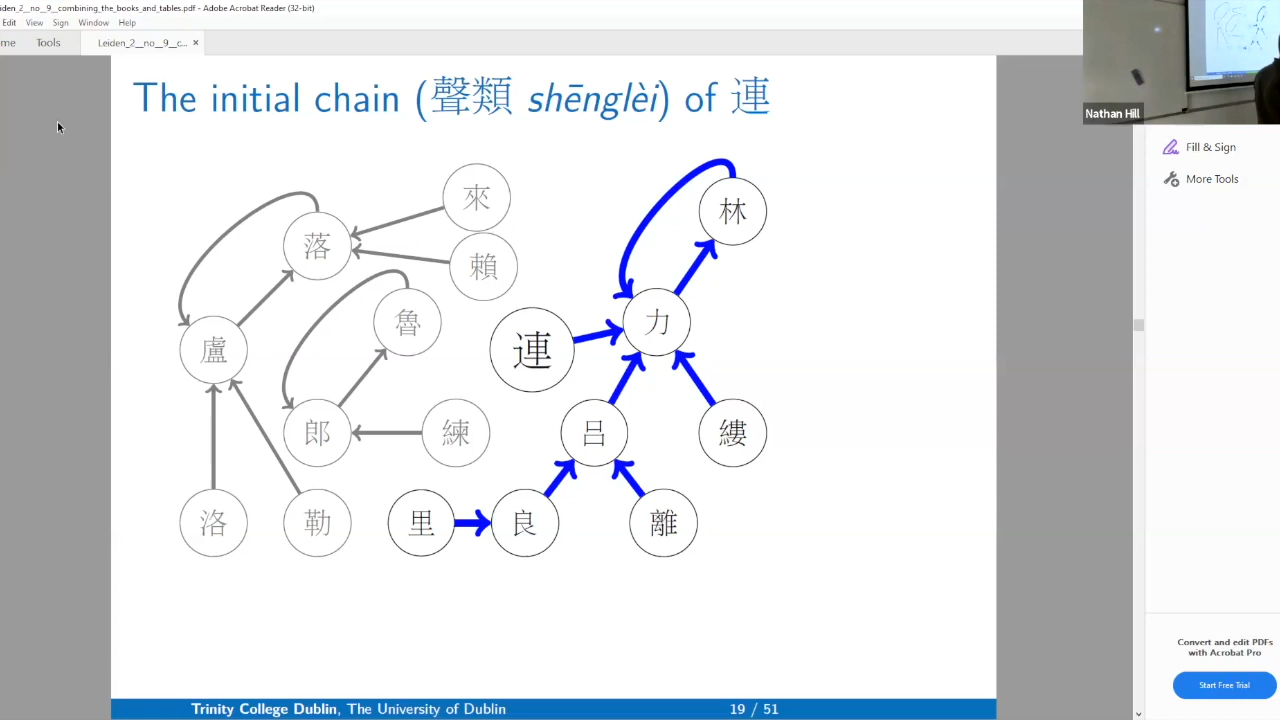 iden_2__no__9__combining_the_books_and_tables.pdf - Adobe Acrobat Reader (32-bit)
Edit View Sign Window Help
me Tools Leiden_2__no__9__c... ×
The initial chain (聲類 shēnglèi) of 連
來
林
落
賴
魯
力
盧
連
郎
練
呂
縷
洛
勒
里
良
離
Trinity College Dublin, The University of Dublin
19 / 51
Nathan Hill
Fill & Sign
More Tools
Convert and edit PDFs
with Acrobat Pro
Start Free Trial